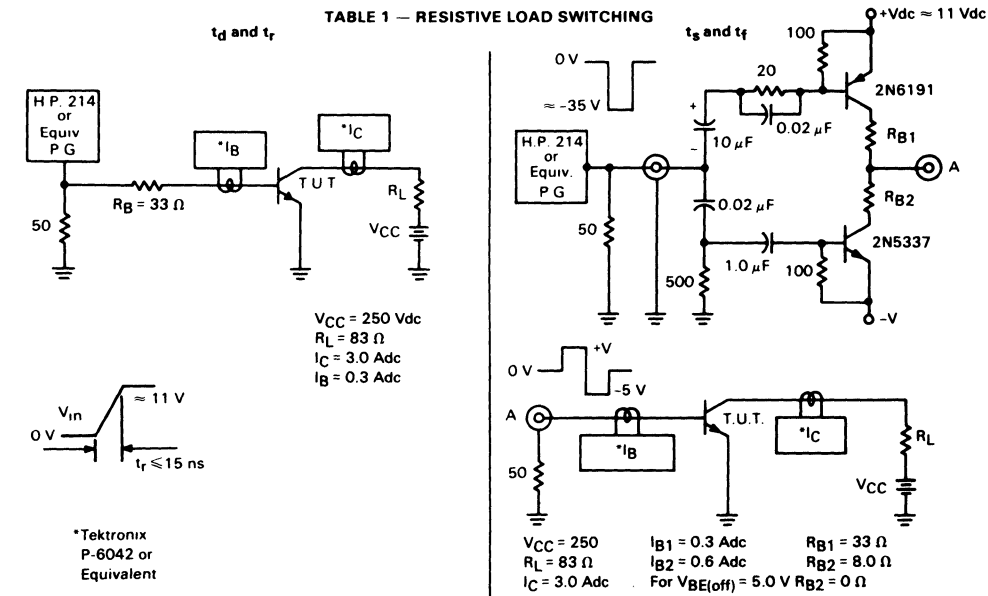 TABLE 1 — RESISTIVE LOAD SWITCHING
td and tr
H.P. 214
or
Equiv
P G
50
RB = 33 Ω
*IB
*IC
T U T
RL
VCC
VCC = 250 Vdc
RL = 83 Ω
IC = 3.0 Adc
IB = 0.3 Adc
Vin
0 V
≈ 11 V
tr ≤ 15 ns
*Tektronix
P-6042 or
Equivalent
ts and tf
+Vdc ≈ 11 Vdc
0 V
≈ -35 V
100
20
0.02 μF
2N6191
+
10 μF
–
RB1
H.P. 214
or
Equiv.
P G
A
RB2
0.02 μF
50
2N5337
1.0 μF
100
500
-V
+V
0 V
-5 V
A
T.U.T.
*IB
*IC
50
RL
VCC
VCC = 250
RL = 83 Ω
IC = 3.0 Adc
IB1 = 0.3 Adc
IB2 = 0.6 Adc
RB1 = 33 Ω
RB2 = 8.0 Ω
For VBE(off) = 5.0 V RB2 = 0 Ω